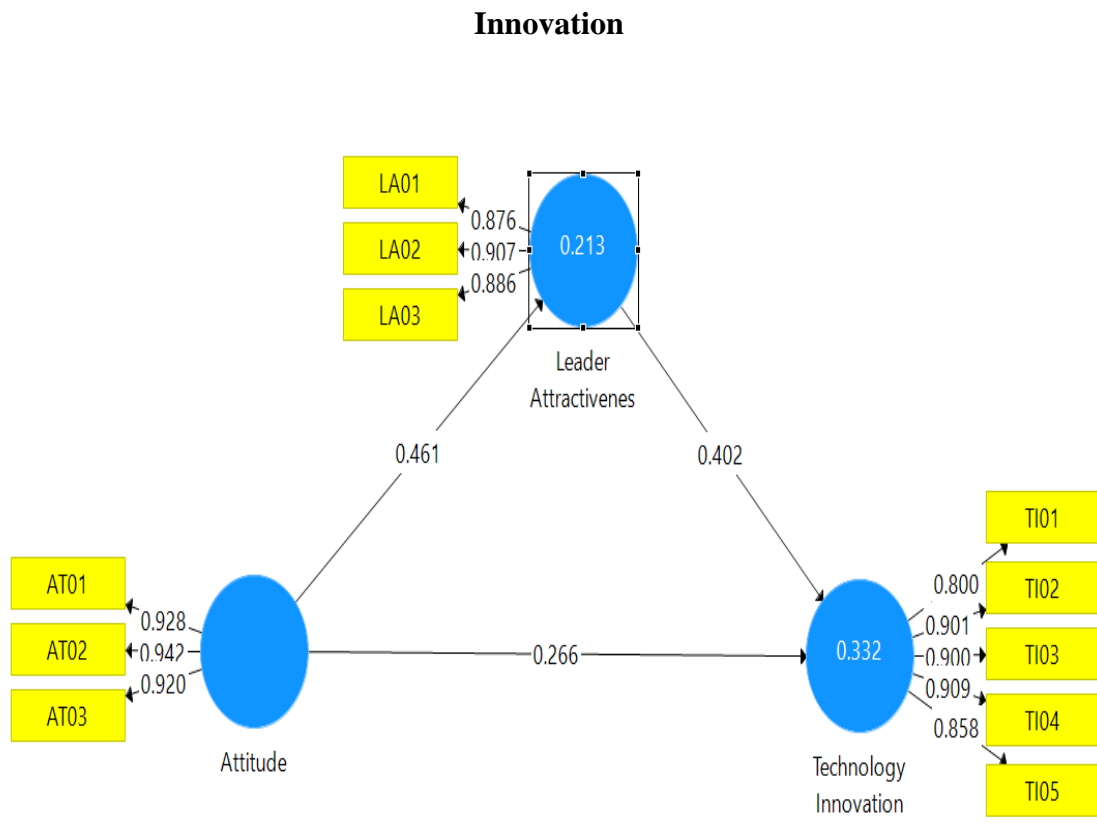 Innovation
LA01
0.876
LA02
0.907
0.213
LA03
0.886
Leader
Attractivenes
0.461
0.402
TI01
AT01
0.800
TI02
0.928
0.901
AT02
0.942
0.266
0.900
TI03
0.332
0.920
0.909
AT03
TI04
0.858
Attitude
Technology
Innovation
TI05